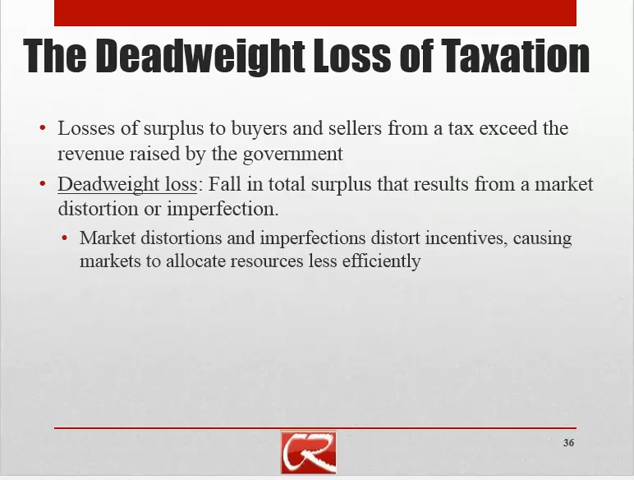 The Deadweight Loss of Taxation
• Losses of surplus to buyers and sellers from a tax exceed the
revenue raised by the government
• Deadweight loss: Fall in total surplus that results from a market
distortion or imperfection.
• Market distortions and imperfections distort incentives, causing
markets to allocate resources less efficiently
36